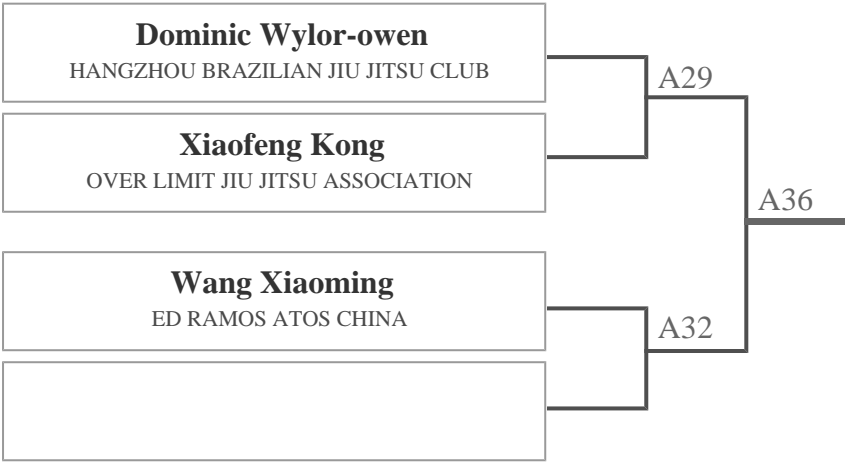 Dominic Wylor-owen
HANGZHOU BRAZILIAN JIU JITSU CLUB
A29
Xiaofeng Kong
OVER LIMIT JIU JITSU ASSOCIATION
A36
Wang Xiaoming
ED RAMOS ATOS CHINA
A32